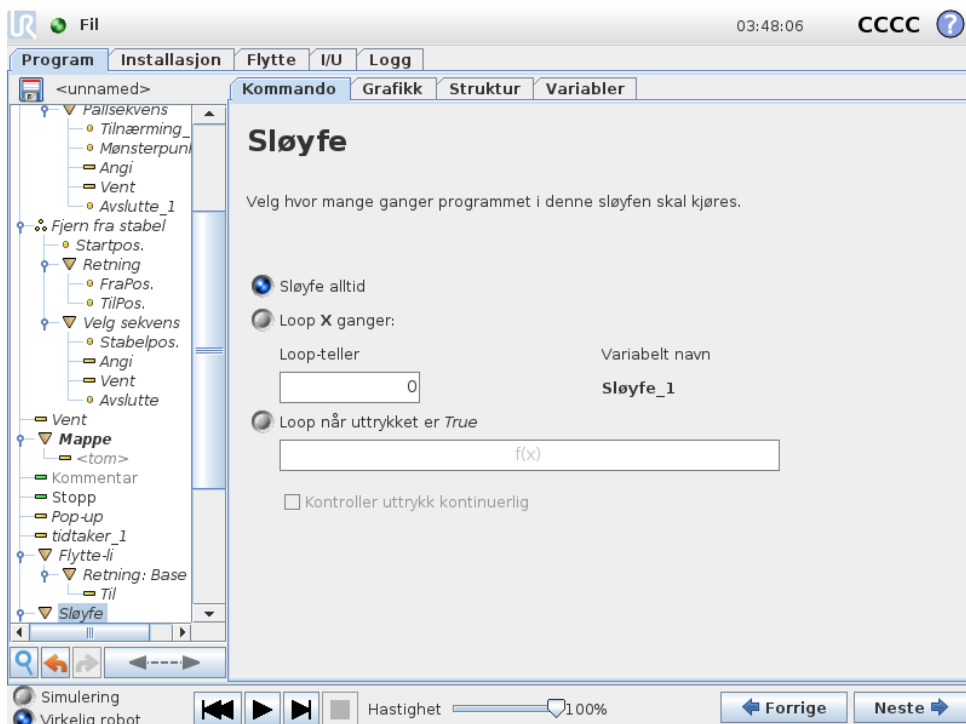 UR Fil 03:48:06 CCCC ?
Program Installasjon Flytte I/U Logg
<unnamed> Kommando Grafikk Struktur Variabler
Pallsekvens
Tilnærming_
Mønsterpunl
Angi
Vent
Avslutte_1
Fjern fra stabel
Startpos.
Retning
FraPos.
TilPos.
Velg sekvens
Stabelpos.
Angi
Vent
Avslutte
Vent
Mappe
<tom>
Kommentar
Stopp
Pop-up
tidtaker_1
Flytte-li
Retning: Base
Til
Sløyfe
Sløyfe
Velg hvor mange ganger programmet i denne sløyfen skal kjøres.
Sløyfe alltid
Loop X ganger:
Loop-teller Variabelt navn
0 Sløyfe_1
Loop når uttrykket er True
f(x)
Kontroller uttrykk kontinuerlig
Simulering
Virkelig robot
Hastighet 100% Forrige Neste